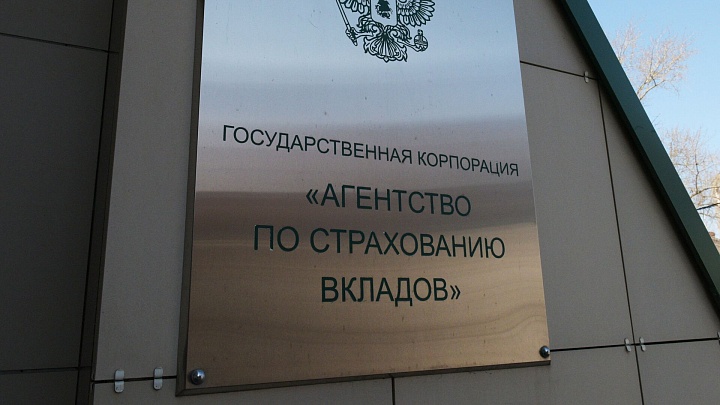 ГОСУДАРСТВЕННАЯ КОРПОРАЦИЯ
«АГЕНТСТВО
ПО СТРАХОВАНИЮ
ВКЛАДОВ»